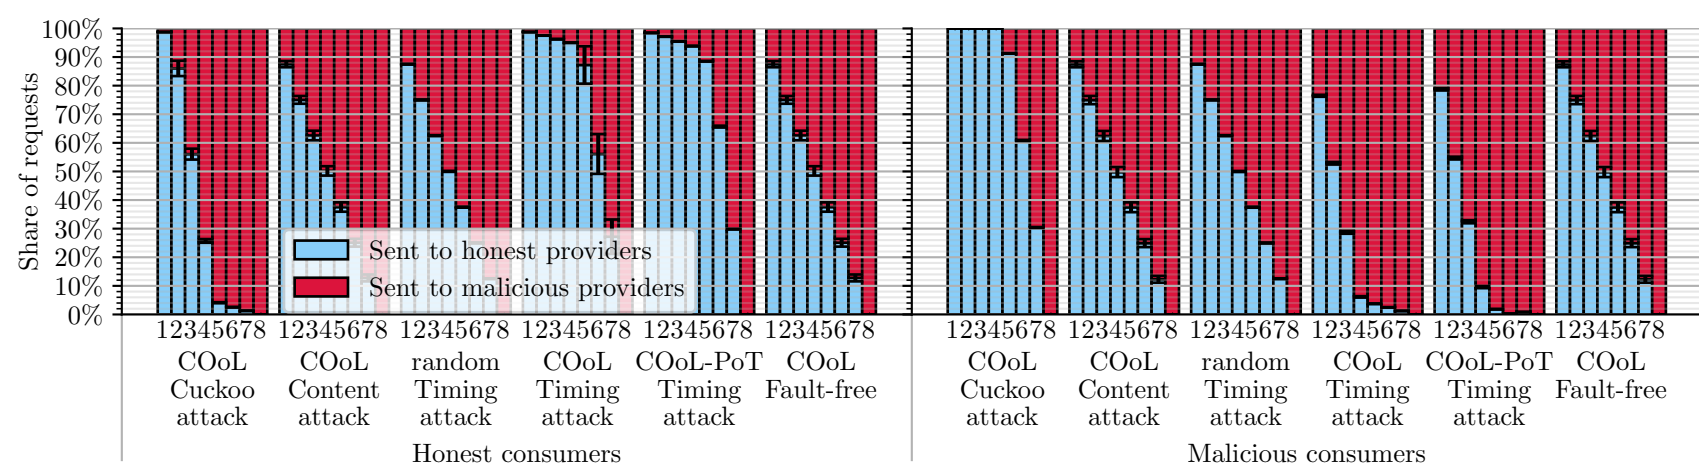 Share of requests
100%
90%
80%
70%
60%
50%
40%
30%
20%
10%
0%
Sent to honest providers
Sent to malicious providers
12345678 12345678 12345678 12345678 12345678 12345678 12345678 12345678 12345678 12345678 12345678 12345678
COoL COoL random COoL COoL-PoT COoL COoL COoL random COoL COoL-PoT COoL
Cuckoo Content Timing Timing Timing Fault-free Cuckoo Content Timing Timing Timing Fault-free
attack attack attack attack attack attack attack attack attack attack
Honest consumers Malicious consumers